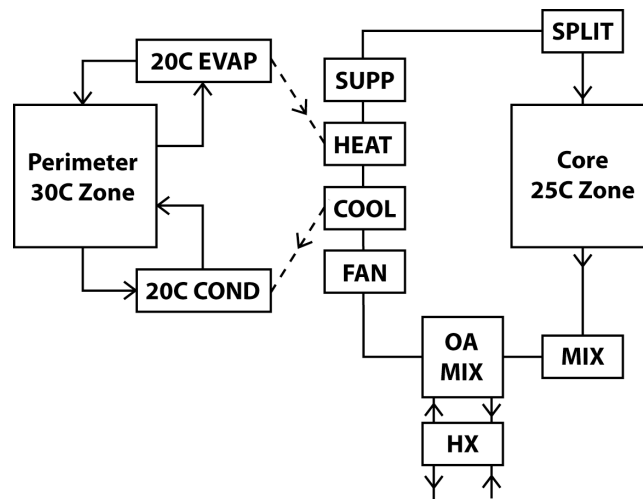 SPLIT
20C EVAP
SUPP
Perimeter
30C Zone
HEAT
Core
25C Zone
COOL
20C COND
FAN
OA
MIX
MIX
HX